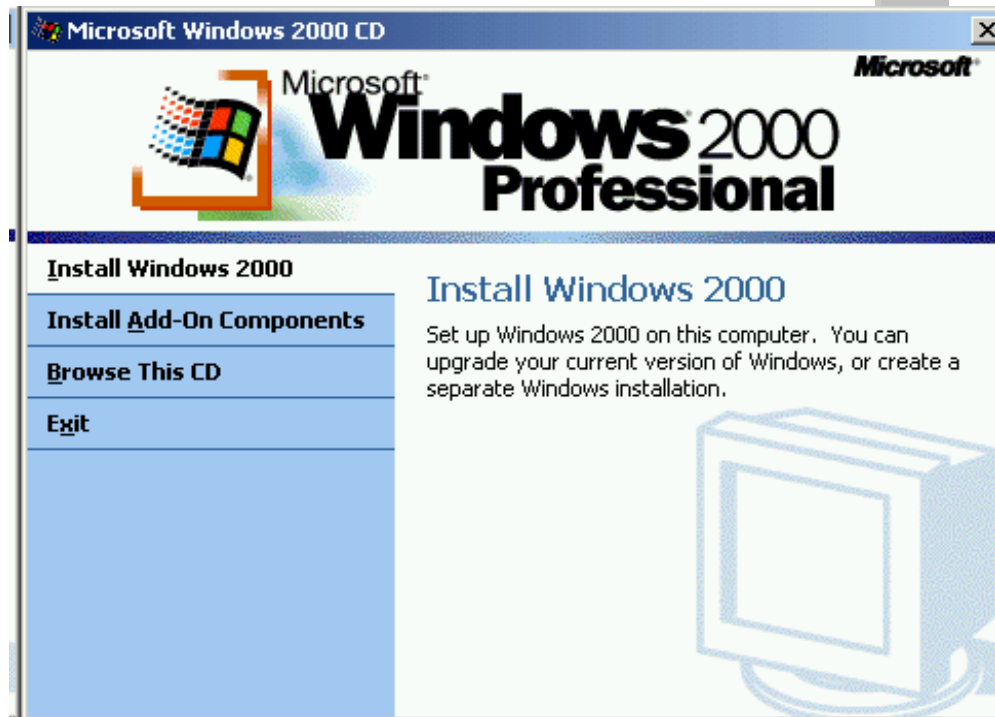 Microsoft Windows 2000 CD
Microsoft
Microsoft
Windows 2000
Professional
Install Windows 2000
Install Add-On Components
Browse This CD
Exit
Install Windows 2000
Set up Windows 2000 on this computer. You can
upgrade your current version of Windows, or create a
separate Windows installation.